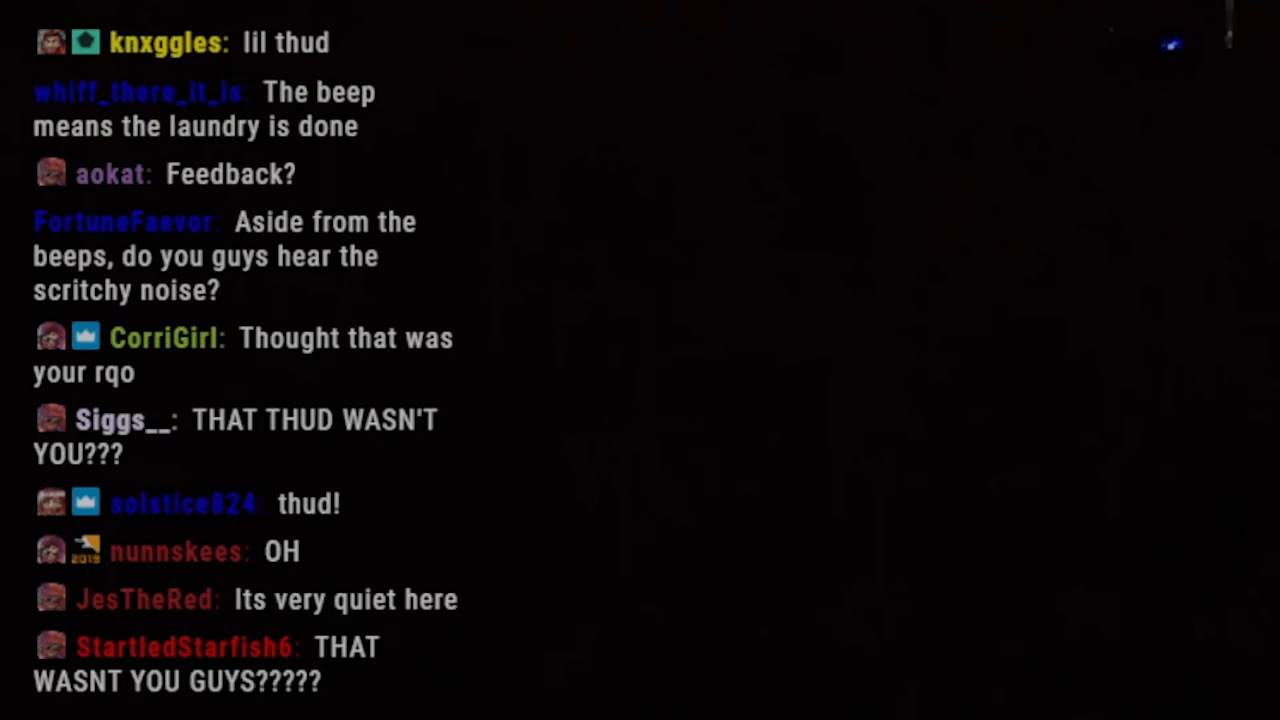 knxggles: lil thud
whiff_there_it_is: The beep
means the laundry is done
aokat: Feedback?
FortuneFaevor: Aside from the
beeps, do you guys hear the
scritchy noise?
CorriGirl: Thought that was
your rqo
Siggs__: THAT THUD WASN'T
YOU???
solstice824: thud!
2019 nunnskees: OH
JesTheRed: Its very quiet here
StartledStarfish6: THAT
WASNT YOU GUYS?????